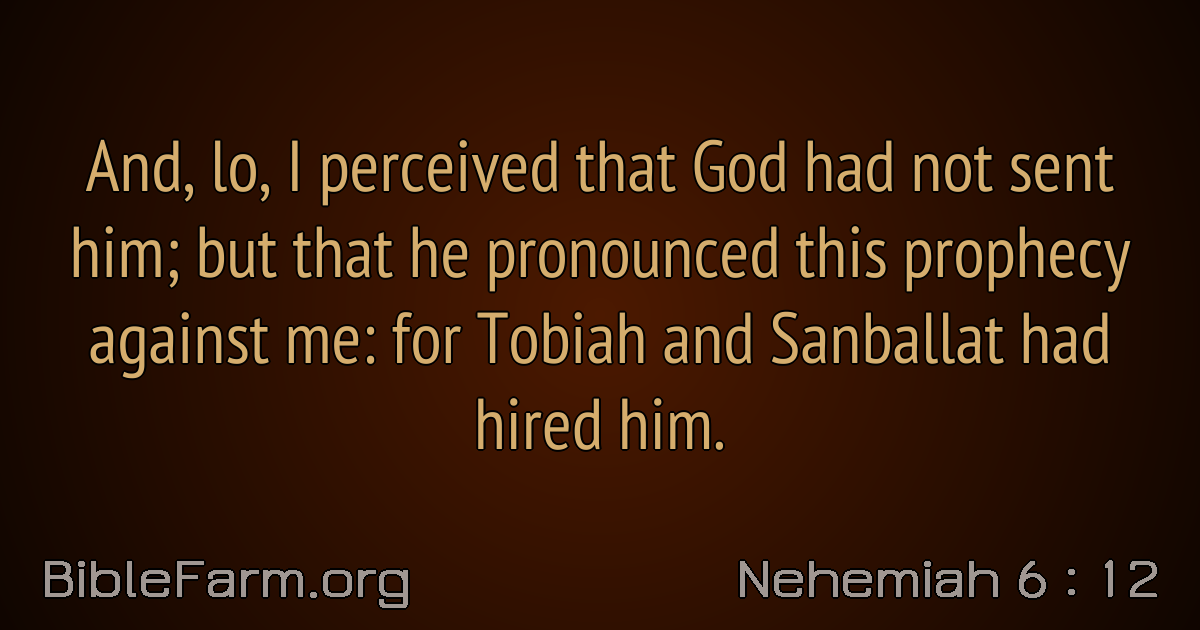 And, lo, I perceived that God had not sent
him; but that he pronounced this prophecy
against me: for Tobiah and Sanballat had
hired him.
BibleFarm.org
Nehemiah 6 : 12